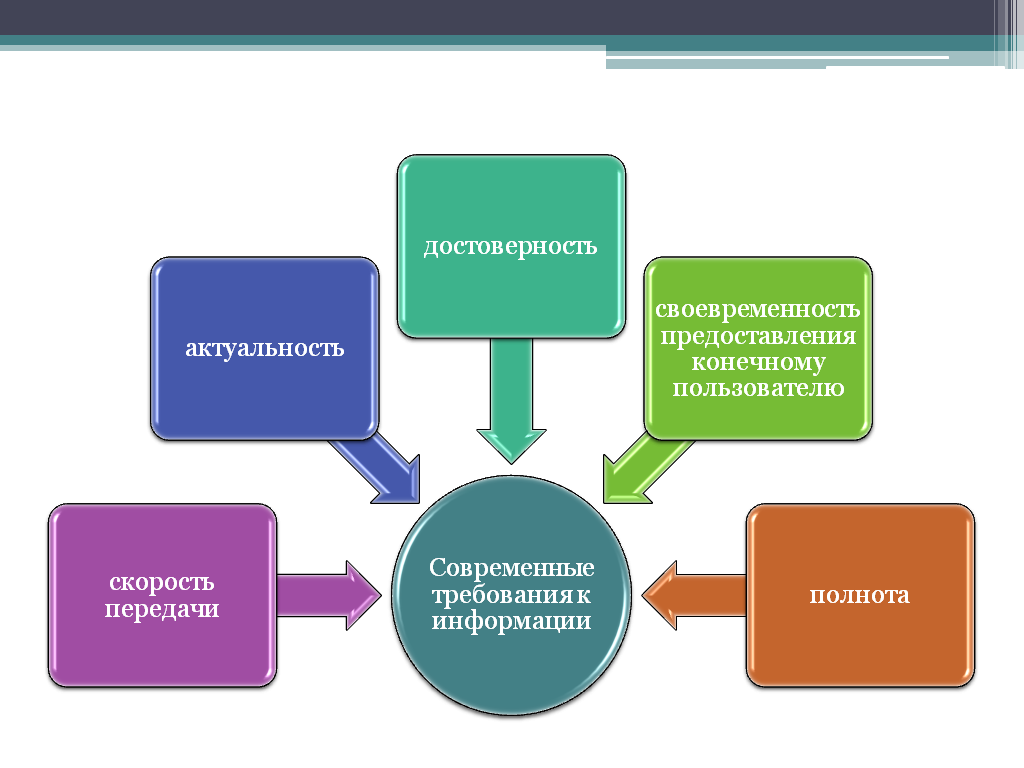 достоверность
актуальность
своевременность
предоставления
конечному
пользователю
скорость
передачи
Современные
требования к
информации
полнота